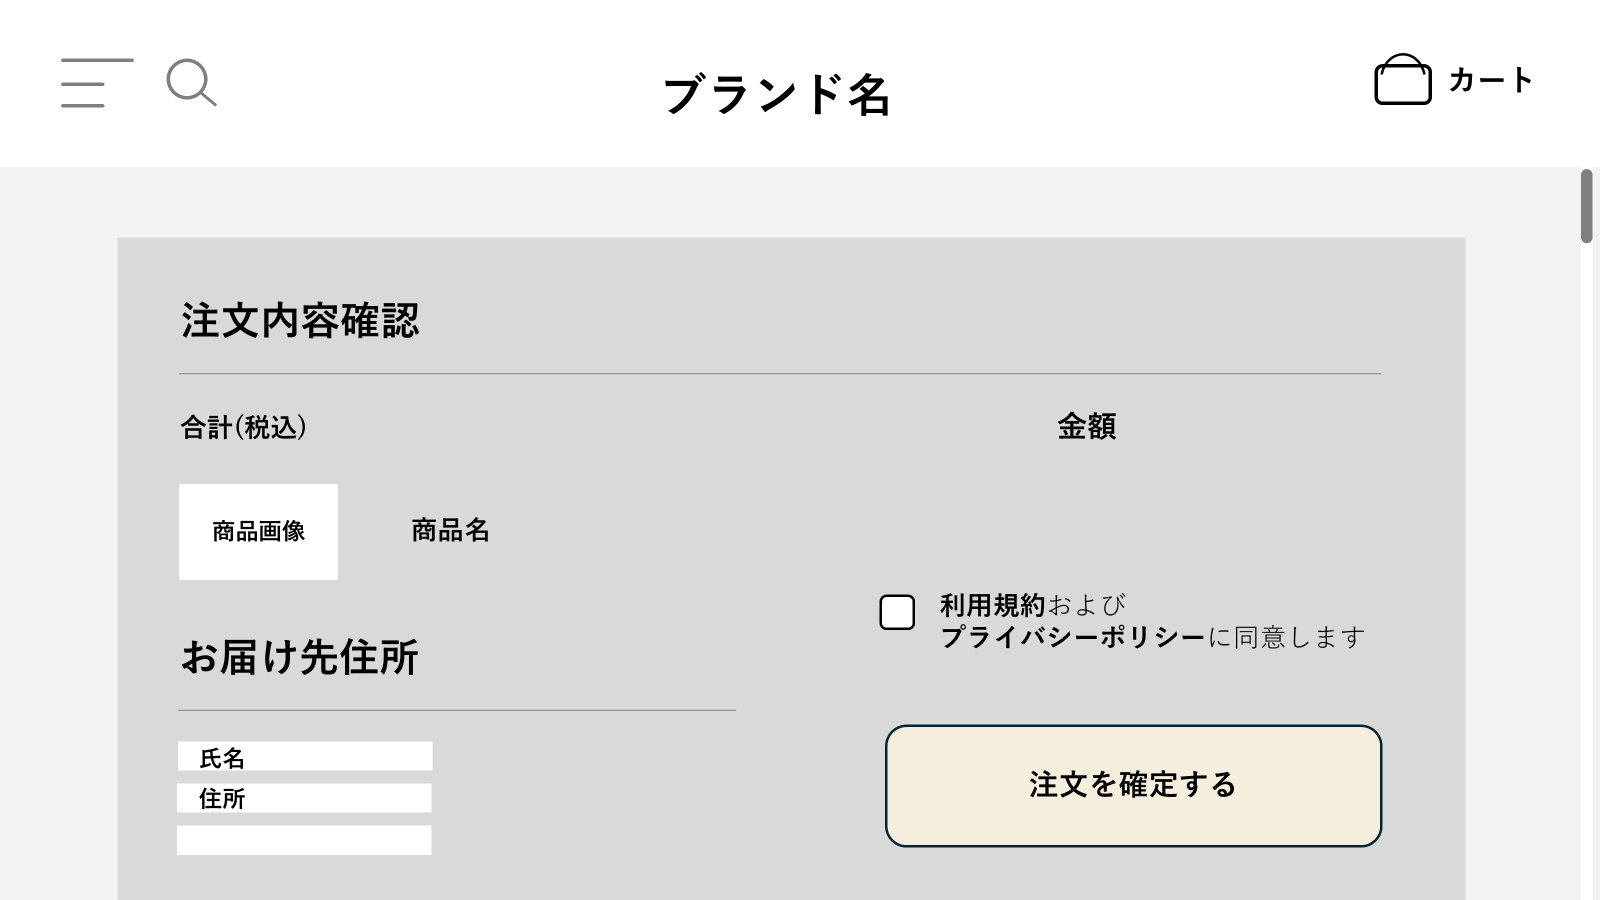 ブランド名
カート
注文内容確認
合計(税込)
金額
商品画像
商品名
利用規約および
プライバシーポリシーに同意します
お届け先住所
氏名
住所
注文を確定する